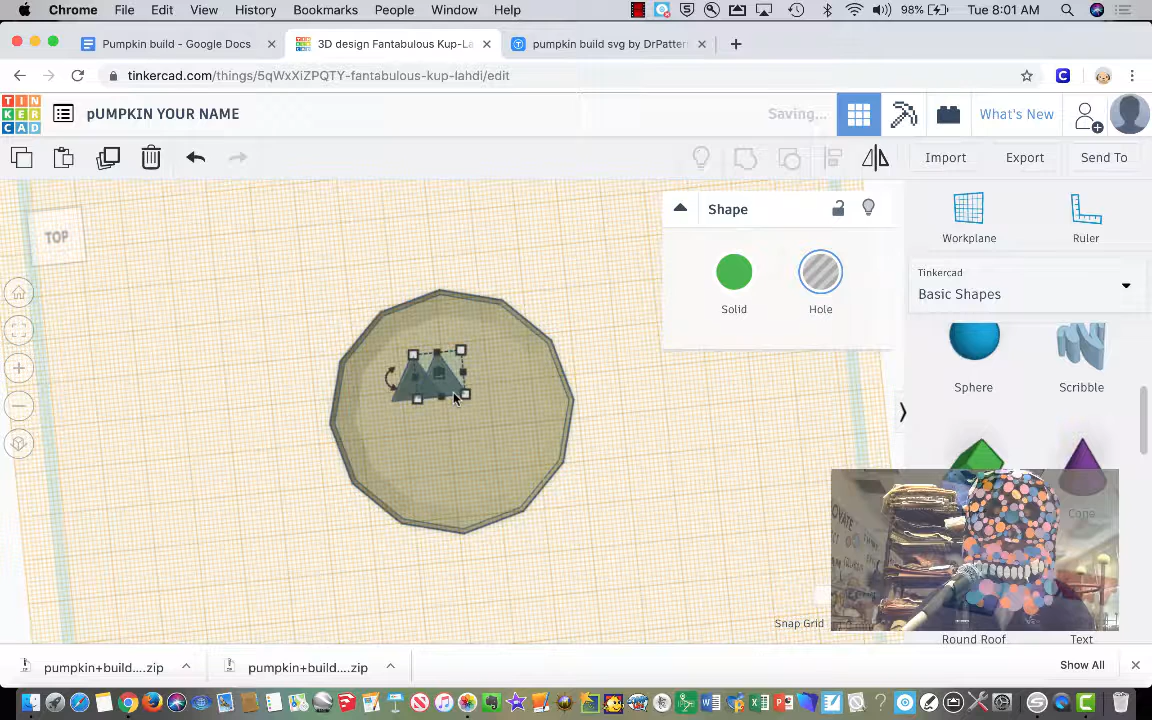 Chrome File Edit View History Bookmarks People Window Help 98% Tue 8:01 AM
Pumpkin build - Google Docs 3D design Fantabulous Kup-La pumpkin build svg by DrPatter
tinkercad.com/things/5qWxXiZPQTY-fantabulous-kup-lahdi/edit
TIN
KER
CAD
pUMPKIN YOUR NAME Saving... What's New
Import Export Send To
TOP
Shape
Solid Hole
Workplane Ruler
Tinkercad
Basic Shapes
Sphere Scribble
Cone
Snap Grid
Round Roof Text
pumpkin+build....zip pumpkin+build....zip Show All